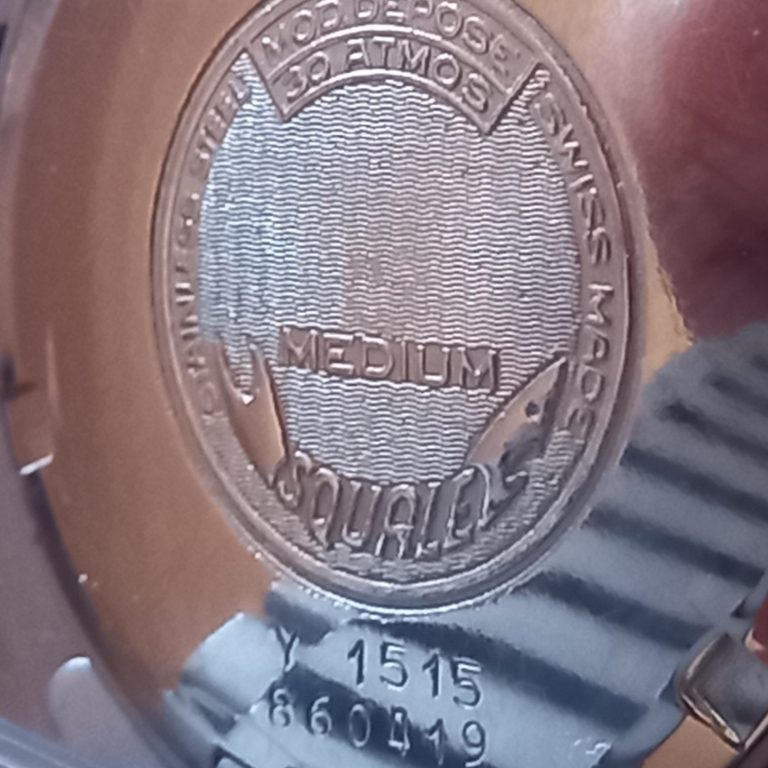 MOD. DEPOSE
30 ATMOS
STAINLESS STEEL
SWISS MADE
MEDIUM
SQUALE
Y 1515
860419